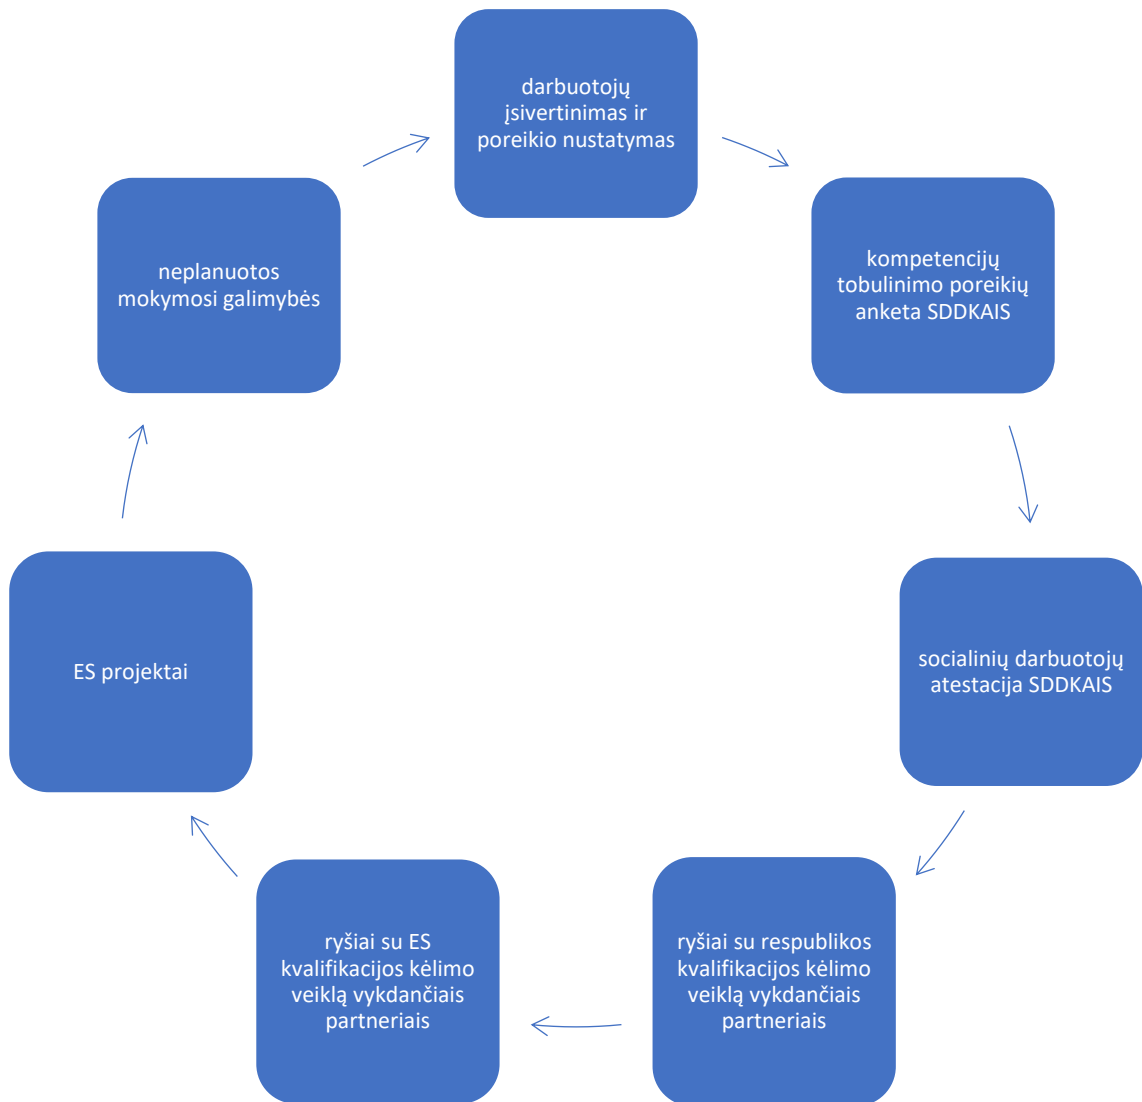 darbuotojų
įsivertinimas ir
poreikio nustatymas
kompetencijų
tobulinimo poreikių
anketa SDDKAIS
socialinių darbuotojų
atestacija SDDKAIS
ryšiai su respublikos
kvalifikacijos kėlimo
veiklą vykdančiais
partneriais
ryšiai su ES
kvalifikacijos kėlimo
veiklą vykdančiais
partneriais
ES projektai
neplanuotos
mokymosi galimybės